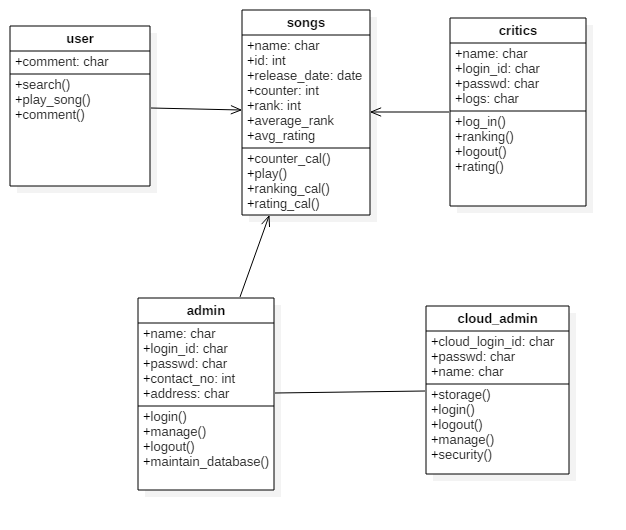 user
+comment: char
+search()
+play_song()
+comment()
songs
+name: char
+id: int
+release_date: date
+counter: int
+rank: int
+average_rank
+avg_rating
+counter_cal()
+play()
+ranking_cal()
+rating_cal()
critics
+name: char
+login_id: char
+passwd: char
+logs: char
+log_in()
+ranking()
+logout()
+rating()
admin
+name: char
+login_id: char
+passwd: char
+contact_no: int
+address: char
+login()
+manage()
+logout()
+maintain_database()
cloud_admin
+cloud_login_id: char
+passwd: char
+name: char
+storage()
+login()
+logout()
+manage()
+security()